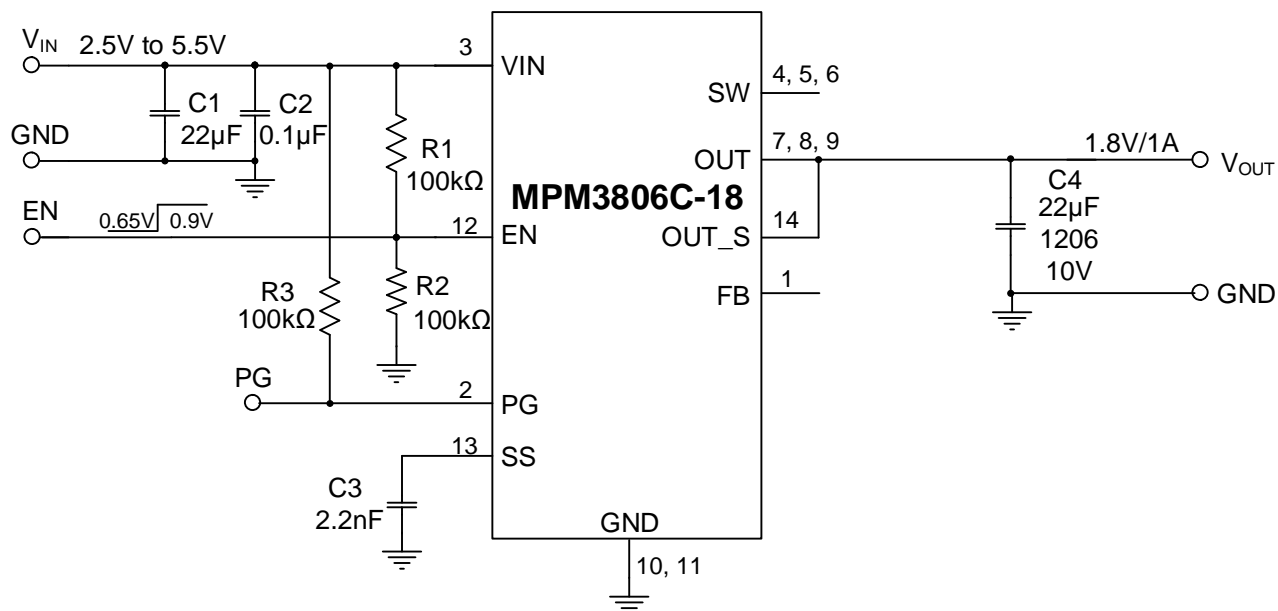 VIN 2.5V to 5.5V
3
VIN
SW
4, 5, 6
C1
22µF
C2
0.1µF
GND
R1
100kΩ
OUT
7, 8, 9
1.8V/1A
VOUT
MPM3806C-18
C4
22µF
1206
10V
EN
0.65V 0.9V
12
EN
OUT_S
14
R3
100kΩ
R2
100kΩ
FB
1
GND
PG
2
PG
13
SS
C3
2.2nF
GND
10, 11